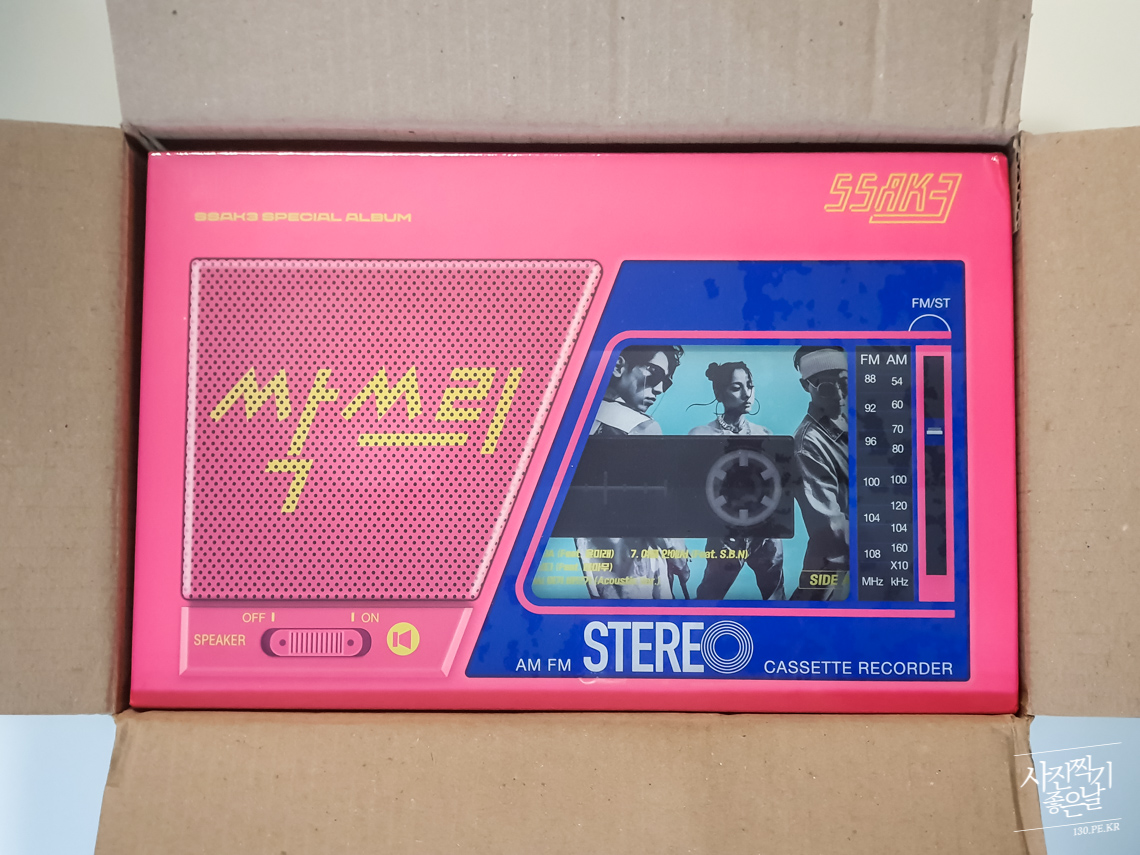 SSAK3 SPECIAL ALBUM
SSAK3
싹쓰리
FM/ST
FM AM
88 54
92 60
96 70
80
100 100
120
104 104
108 160
X10
MHz kHz
7. 여름 안에서 (Feat. S.B.N)
(Acoustic Ver.)
SIDE
OFF ON
SPEAKER
AM FM STEREO CASSETTE RECORDER
사진찍기
좋은날
130.PE.KR